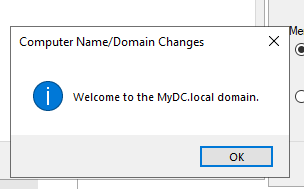 Computer Name/Domain Changes
Welcome to the MyDC.local domain.
OK